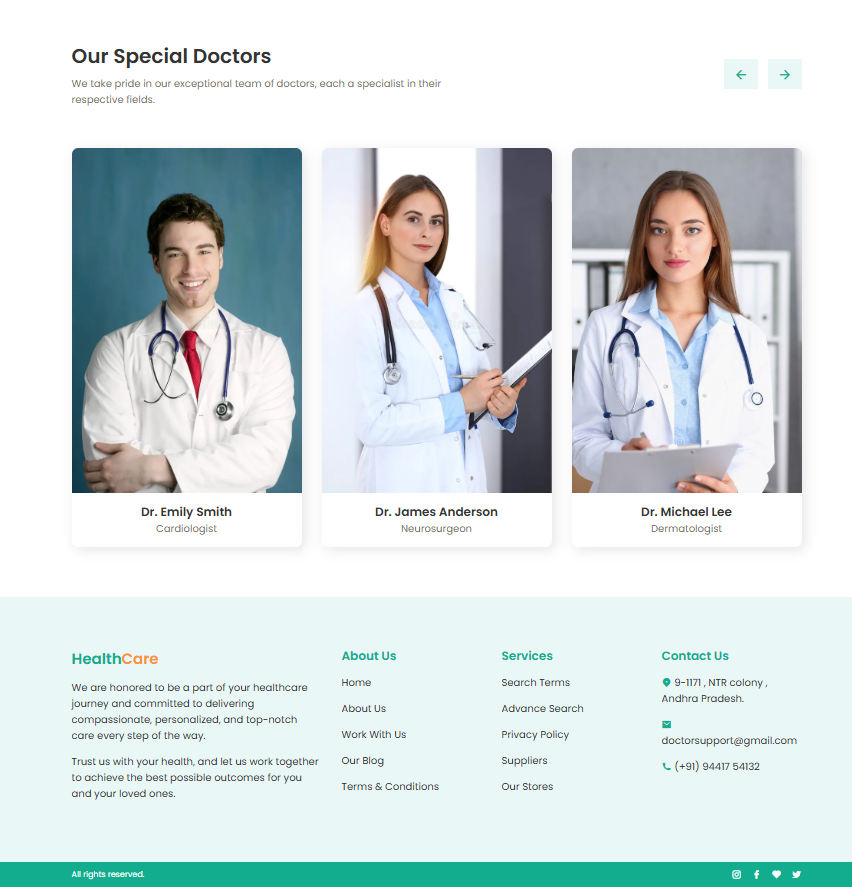 Our Special Doctors
We take pride in our exceptional team of doctors, each a specialist in their
respective fields.
Dr. Emily Smith
Cardiologist
Dr. James Anderson
Neurosurgeon
Dr. Michael Lee
Dermatologist
HealthCare
We are honored to be a part of your healthcare
journey and committed to delivering
compassionate, personalized, and top-notch
care every step of the way.
Trust us with your health, and let us work together
to achieve the best possible outcomes for you
and your loved ones.
About Us
Home
About Us
Work With Us
Our Blog
Terms & Conditions
Services
Search Terms
Advance Search
Privacy Policy
Suppliers
Our Stores
Contact Us
9-1171 , NTR colony ,
Andhra Pradesh.
doctorsupport@gmail.com
(+91) 94417 54132
All rights reserved.